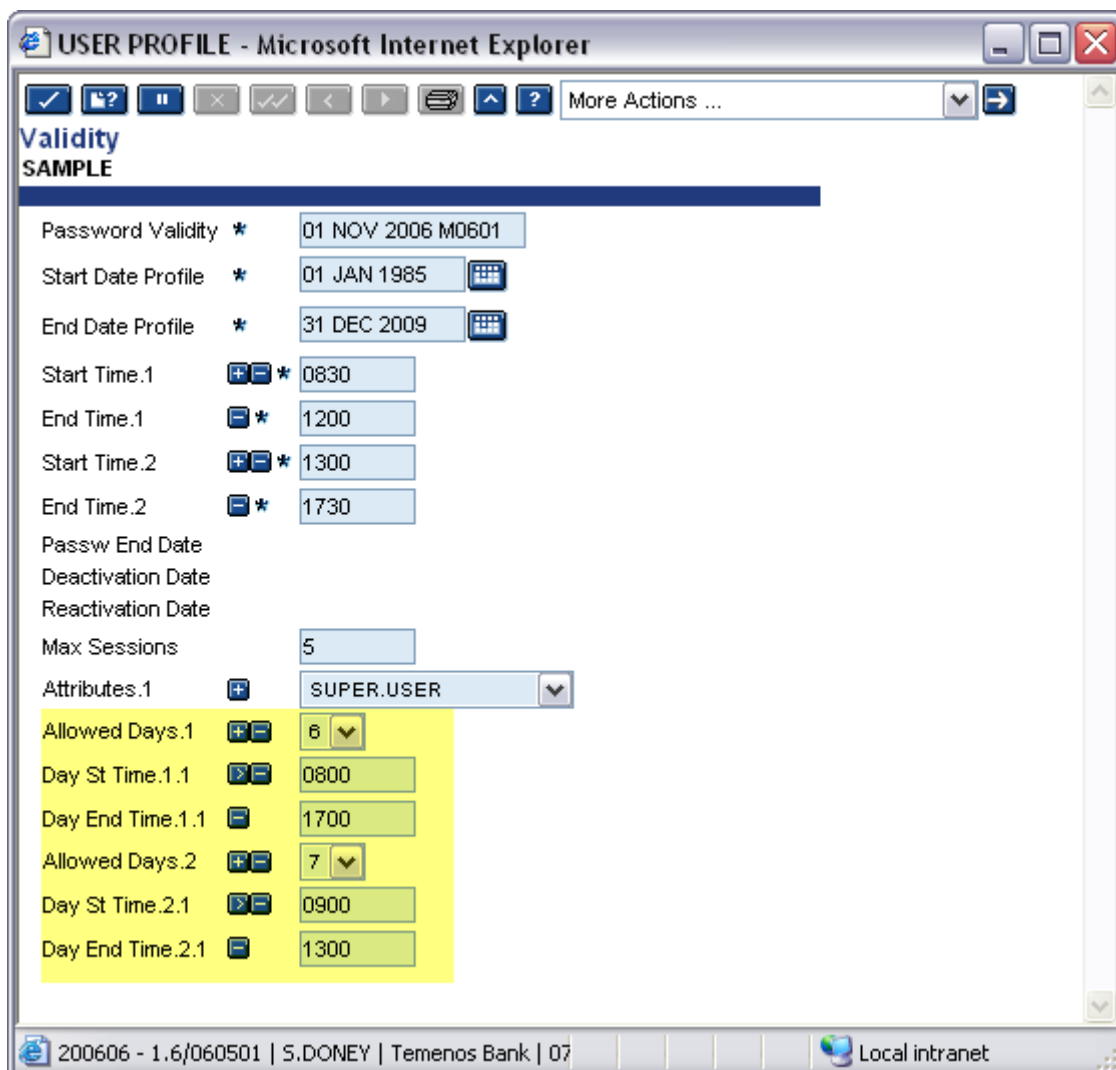 USER PROFILE - Microsoft Internet Explorer
More Actions ...
Validity
SAMPLE
Password Validity * 01 NOV 2006 M0601
Start Date Profile * 01 JAN 1985
End Date Profile * 31 DEC 2009
Start Time.1 * 0830
End Time.1 * 1200
Start Time.2 * 1300
End Time.2 * 1730
Passw End Date
Deactivation Date
Reactivation Date
Max Sessions 5
Attributes.1 SUPER.USER
Allowed Days.1 6
Day St Time.1.1 0800
Day End Time.1.1 1700
Allowed Days.2 7
Day St Time.2.1 0900
Day End Time.2.1 1300
200606 - 1.6/060501 | S.DONEY | Temenos Bank | 07 Local intranet